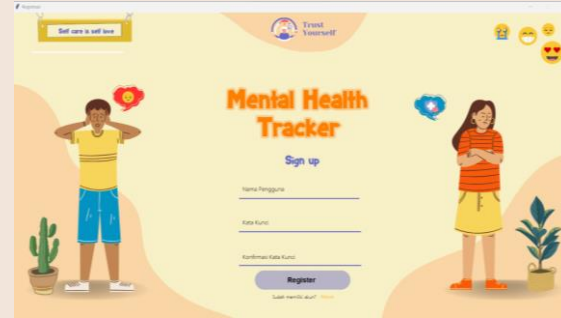 Registrasi
Self care is self love
Trust
Yourself
Mental Health
Tracker
Sign up
Nama Pengguna
Kata Kunci
Konfirmasi Kata Kunci
Register
Sudah memiliki akun?